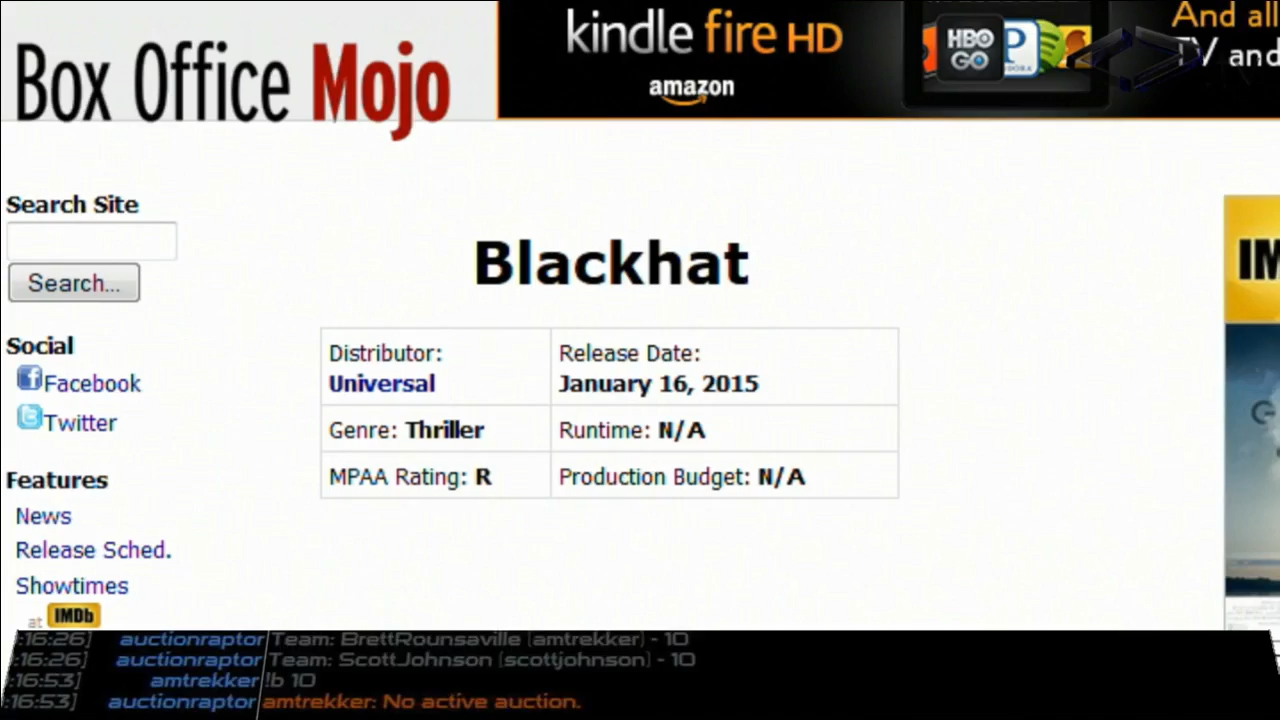 Box Office Mojo
kindle fire HD
amazon
HBO
GO
And all
TV and
Search Site
Search...
Social
Facebook
Twitter
Features
News
Release Sched.
Showtimes
at IMDb
Blackhat
Distributor:
Universal
Release Date:
January 16, 2015
Genre: Thriller
Runtime: N/A
MPAA Rating: R
Production Budget: N/A
:16:26] auctionraptor Team: BrettRounsaville (amtrekker) - 10
:16:26] auctionraptor Team: ScottJohnson (scottjohnson) - 10
:16:53] amtrekker !b 10
:16:53] auctionraptor amtrekker: No active auction.